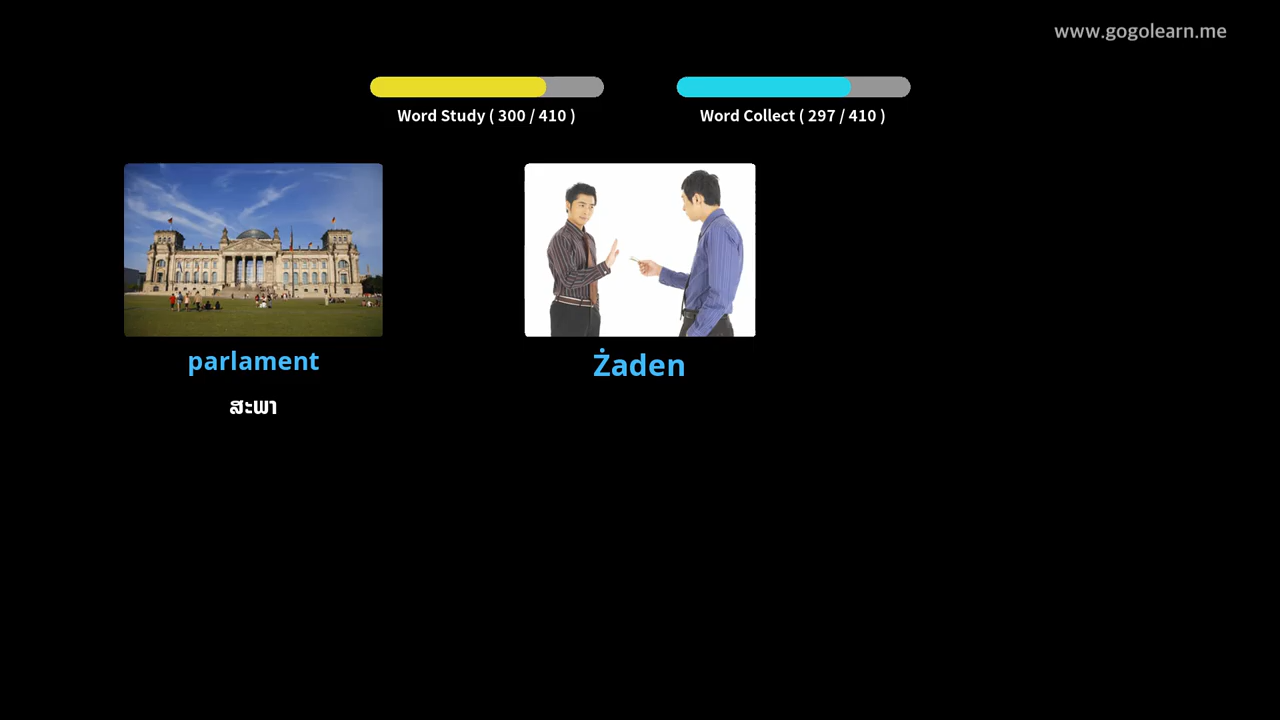 www.gogolearn.me
Word Study ( 300 / 410 )
Word Collect ( 297 / 410 )
parlament
Żaden
ສະພາ